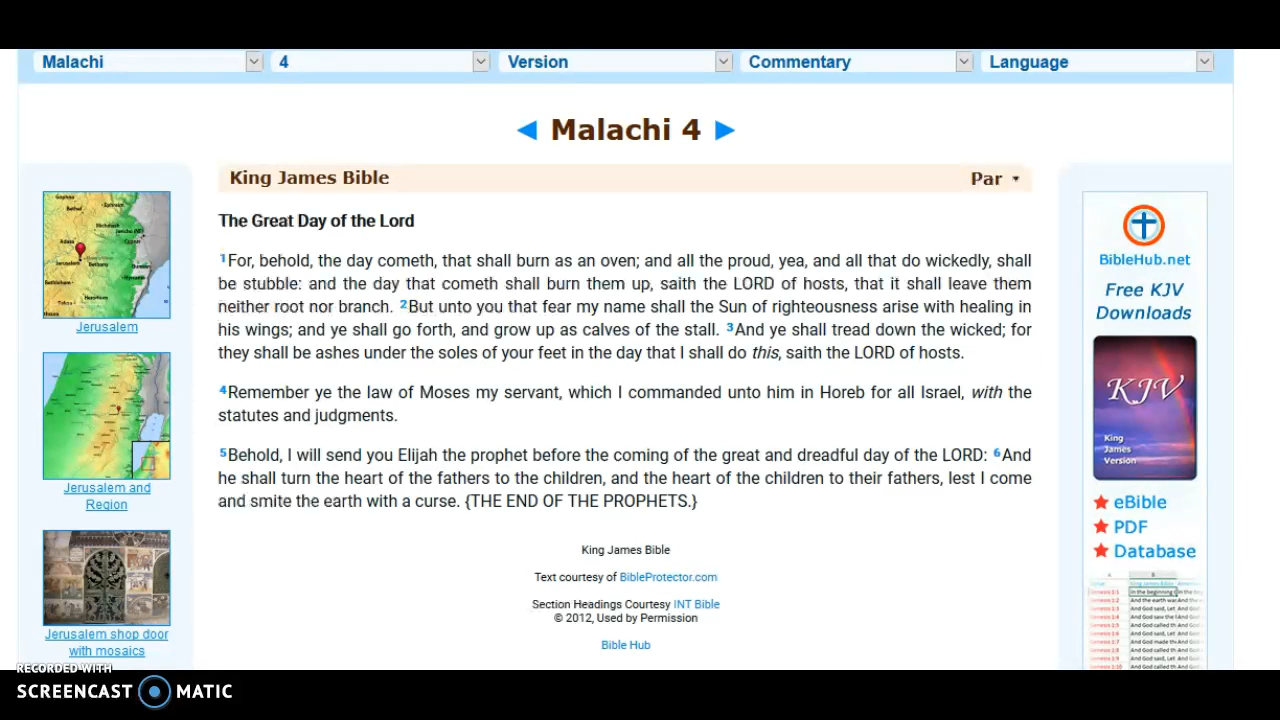 Malachi 4 Version Commentary Language
◄ Malachi 4 ►
King James Bible Par ▾
The Great Day of the Lord
1For, behold, the day cometh, that shall burn as an oven; and all the proud, yea, and all that do wickedly, shall
be stubble: and the day that cometh shall burn them up, saith the LORD of hosts, that it shall leave them
neither root nor branch. 2But unto you that fear my name shall the Sun of righteousness arise with healing in
his wings; and ye shall go forth, and grow up as calves of the stall. 3And ye shall tread down the wicked; for
they shall be ashes under the soles of your feet in the day that I shall do this, saith the LORD of hosts.
4Remember ye the law of Moses my servant, which I commanded unto him in Horeb for all Israel, with the
statutes and judgments.
5Behold, I will send you Elijah the prophet before the coming of the great and dreadful day of the LORD: 6And
he shall turn the heart of the fathers to the children, and the heart of the children to their fathers, lest I come
and smite the earth with a curse. {THE END OF THE PROPHETS.}
King James Bible
Text courtesy of BibleProtector.com
Section Headings Courtesy INT Bible
© 2012, Used by Permission
Bible Hub
Jerusalem
Jerusalem and
Region
Jerusalem shop door
with mosaics
BibleHub.net
Free KJV
Downloads
KJV
King
James
Version
★ eBible
★ PDF
★ Database
RECORDED WITH
SCREENCAST MATIC